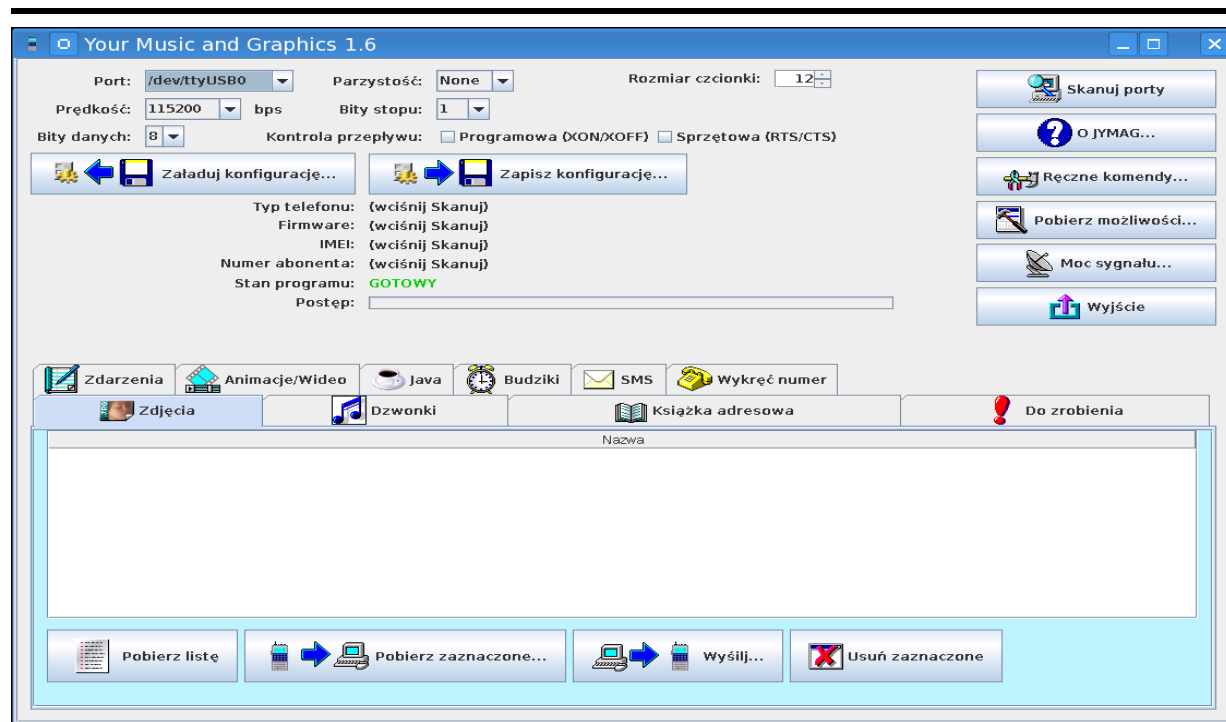 Your Music and Graphics 1.6
Port: /dev/ttyUSB0 Parzystość: None Rozmiar czcionki: 12
Prędkość: 115200 bps Bity stopu: 1
Bity danych: 8 Kontrola przepływu: Programowa (XON/XOFF) Sprzętowa (RTS/CTS)
Załaduj konfigurację... Zapisz konfigurację...
Typ telefonu: (wciśnij Skanuj)
Firmware: (wciśnij Skanuj)
IMEI: (wciśnij Skanuj)
Numer abonenta: (wciśnij Skanuj)
Stan programu: GOTOWY
Postęp:
Skanuj porty
O JYMAG...
Ręczne komendy...
Pobierz możliwości...
Moc sygnału...
Wyjście
Zdarzenia Animacje/Wideo Java Budziki SMS Wykręć numer
Zdjęcia Dzwonki Książka adresowa Do zrobienia
Nazwa
Pobierz listę Pobierz zaznaczone... Wyśilj... Usuń zaznaczone